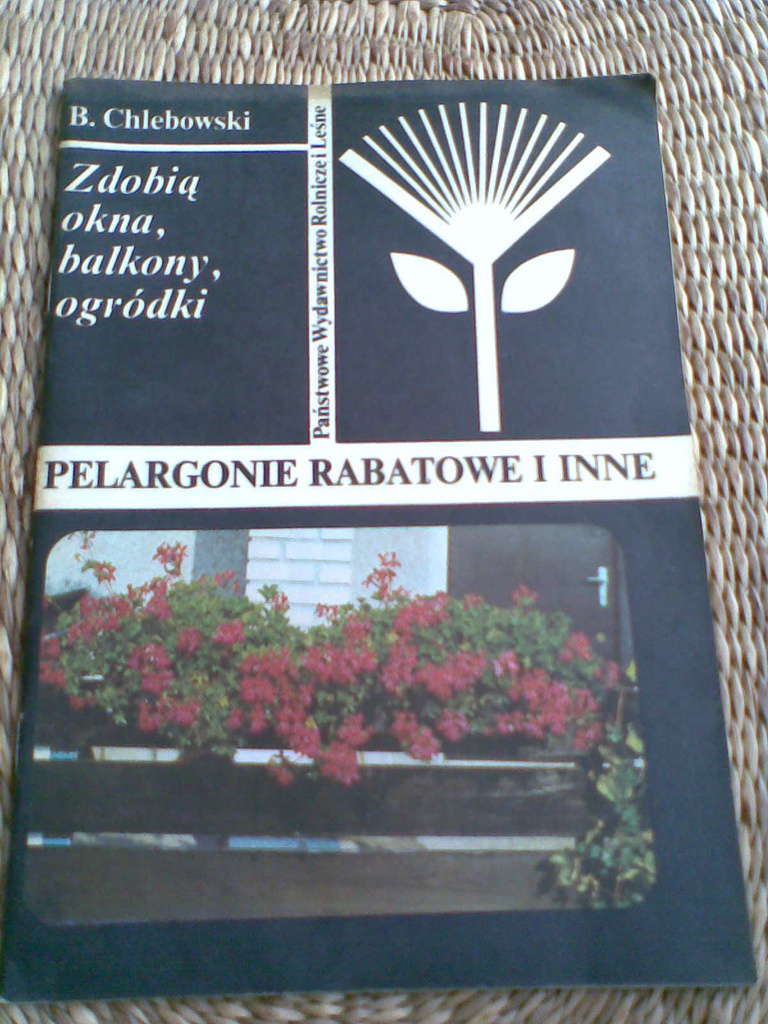 B. Chlebowski
Zdobią
okna,
balkony,
ogródki
Państwowe Wydawnictwo Rolnicze i Leśne
PELARGONIE RABATOWE I INNE